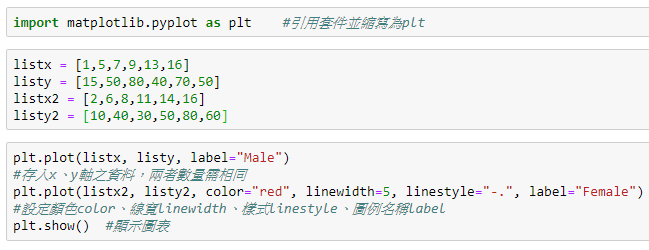 import matplotlib.pyplot as plt    #引用套件並縮寫為plt
listx = [1,5,7,9,13,16]
listy = [15,50,80,40,70,50]
listx2 = [2,6,8,11,14,16]
listy2 = [10,40,30,50,80,60]
plt.plot(listx, listy, label="Male")
#存入x、y軸之資料，兩者數量需相同
plt.plot(listx2, listy2, color="red", linewidth=5, linestyle="-.", label="Female")
#設定顏色color、線寬linewidth、樣式linestyle、圖例名稱label
plt.show()  #顯示圖表